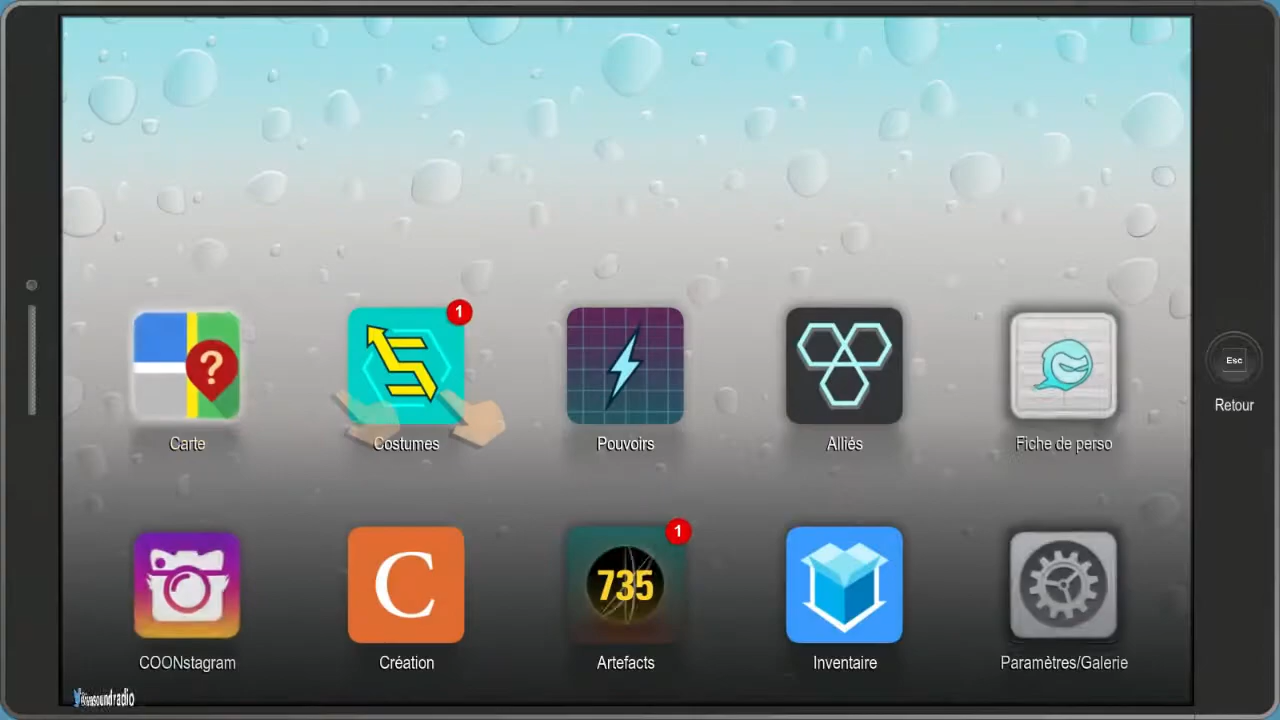 1
?
Esc
Retour
Carte
Costumes
Pouvoirs
Alliés
Fiche de perso
1
C
735
COONstagram
Création
Artefacts
Inventaire
Paramètres/Galerie